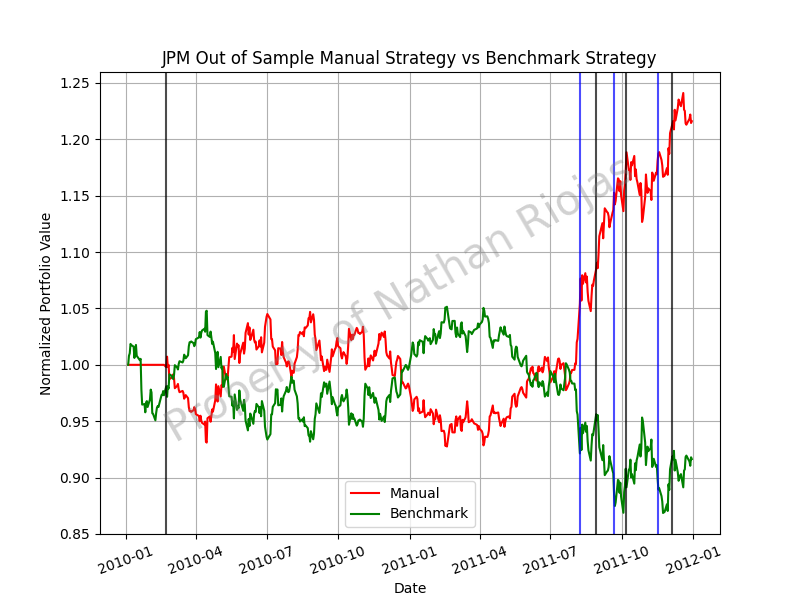 JPM Out of Sample Manual Strategy vs Benchmark Strategy
1.25
1.20
1.15
1.10
1.05
1.00
0.95
0.90
0.85
Normalized Portfolio Value
Property of Nathan Riojas
Manual
Benchmark
2010-01 2010-04 2010-07 2010-10 2011-01 2011-04 2011-07 2011-10 2012-01
Date